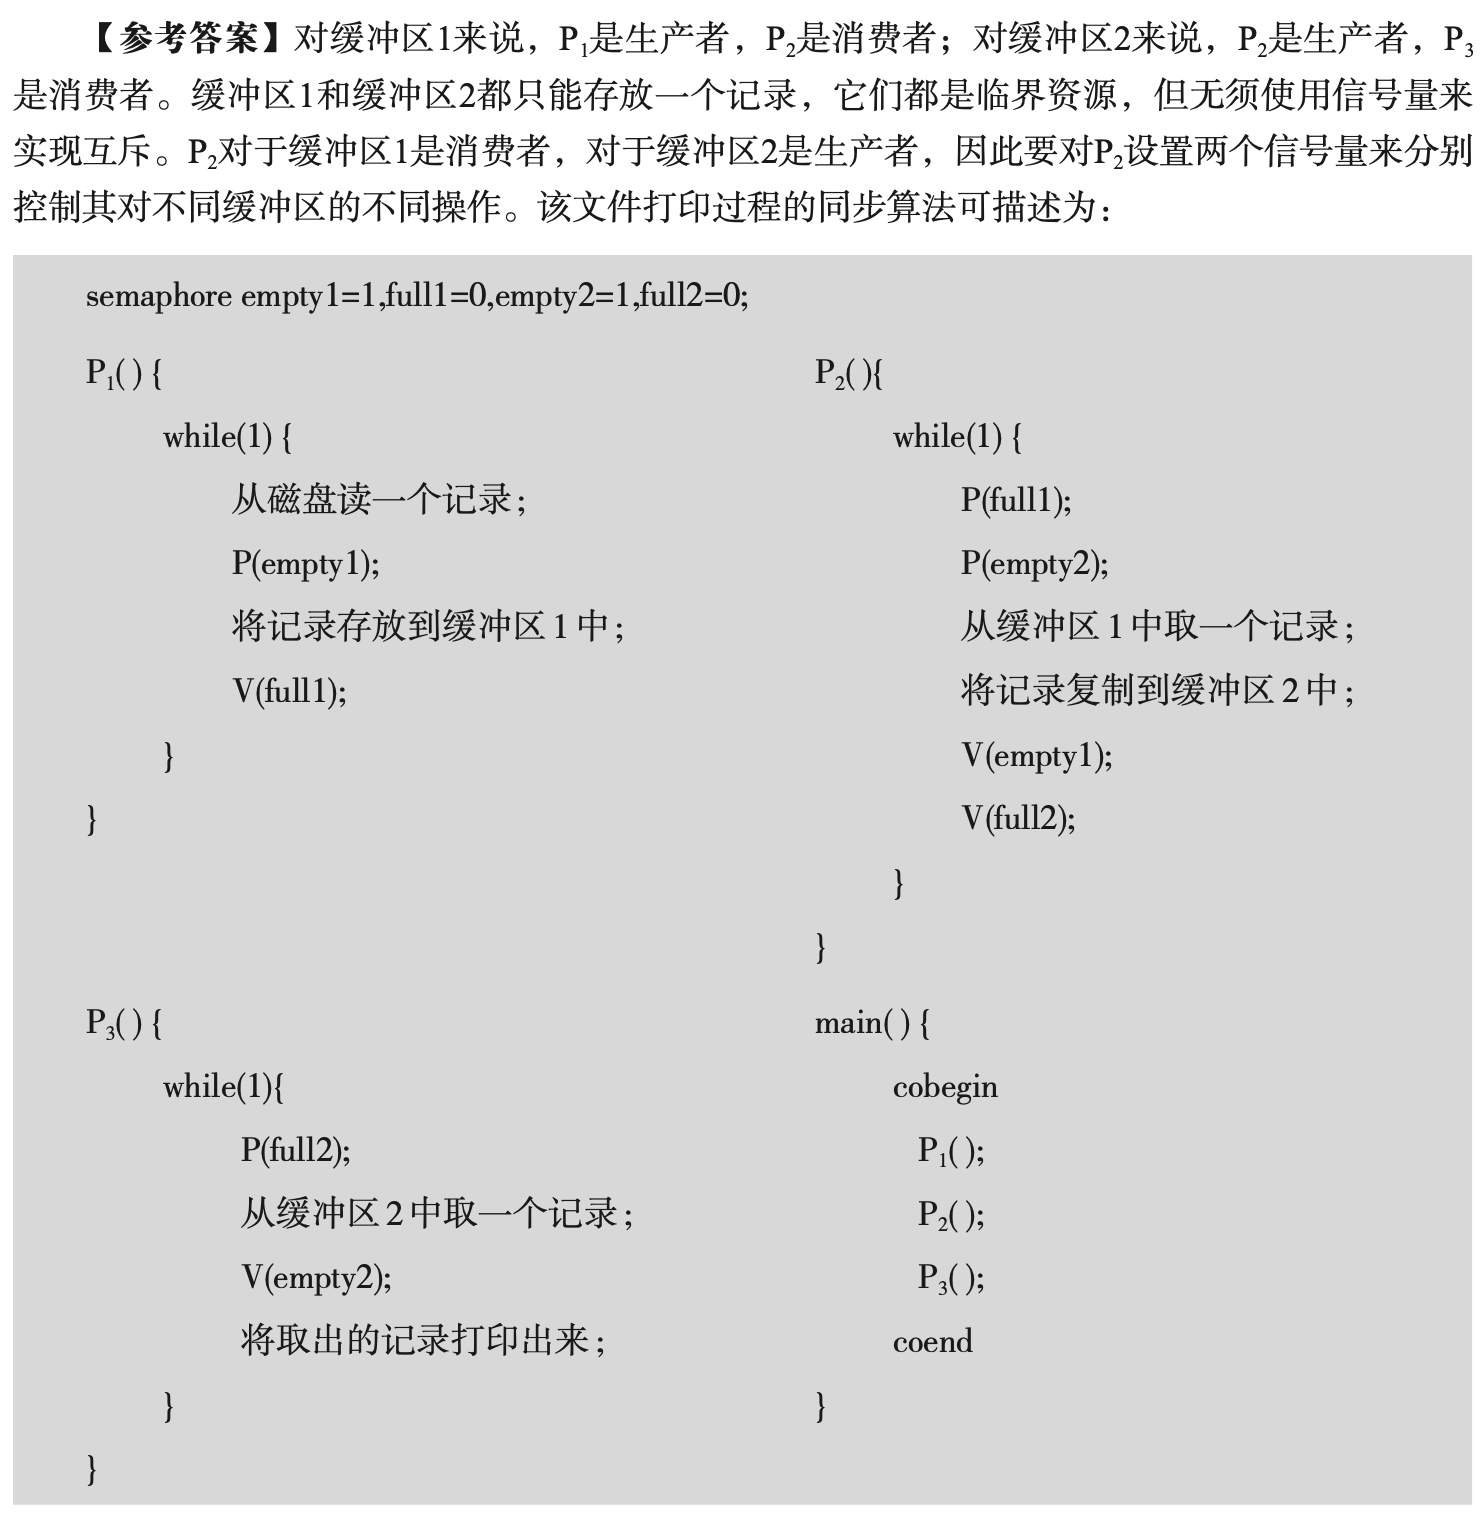 【参考答案】对缓冲区1来说，P₁是生产者，P₂是消费者；对缓冲区2来说，P₂是生产者，P₃
是消费者。缓冲区1和缓冲区2都只能存放一个记录，它们都是临界资源，但无须使用信号量来
实现互斥。P₂对于缓冲区1是消费者，对于缓冲区2是生产者，因此要对P₂设置两个信号量来分别
控制其对不同缓冲区的不同操作。该文件打印过程的同步算法可描述为：
semaphore empty1=1,full1=0,empty2=1,full2=0;
P₁( ) {
while(1) {
从磁盘读一个记录；
P(empty1);
将记录存放到缓冲区 1 中；
V(full1);
}
}
P₂( ){
while(1) {
P(full1);
P(empty2);
从缓冲区 1 中取一个记录；
将记录复制到缓冲区 2 中；
V(empty1);
V(full2);
}
}
P₃( ) {
while(1){
P(full2);
从缓冲区 2 中取一个记录；
V(empty2);
将取出的记录打印出来；
}
}
main( ) {
cobegin
P₁( );
P₂( );
P₃( );
coend
}